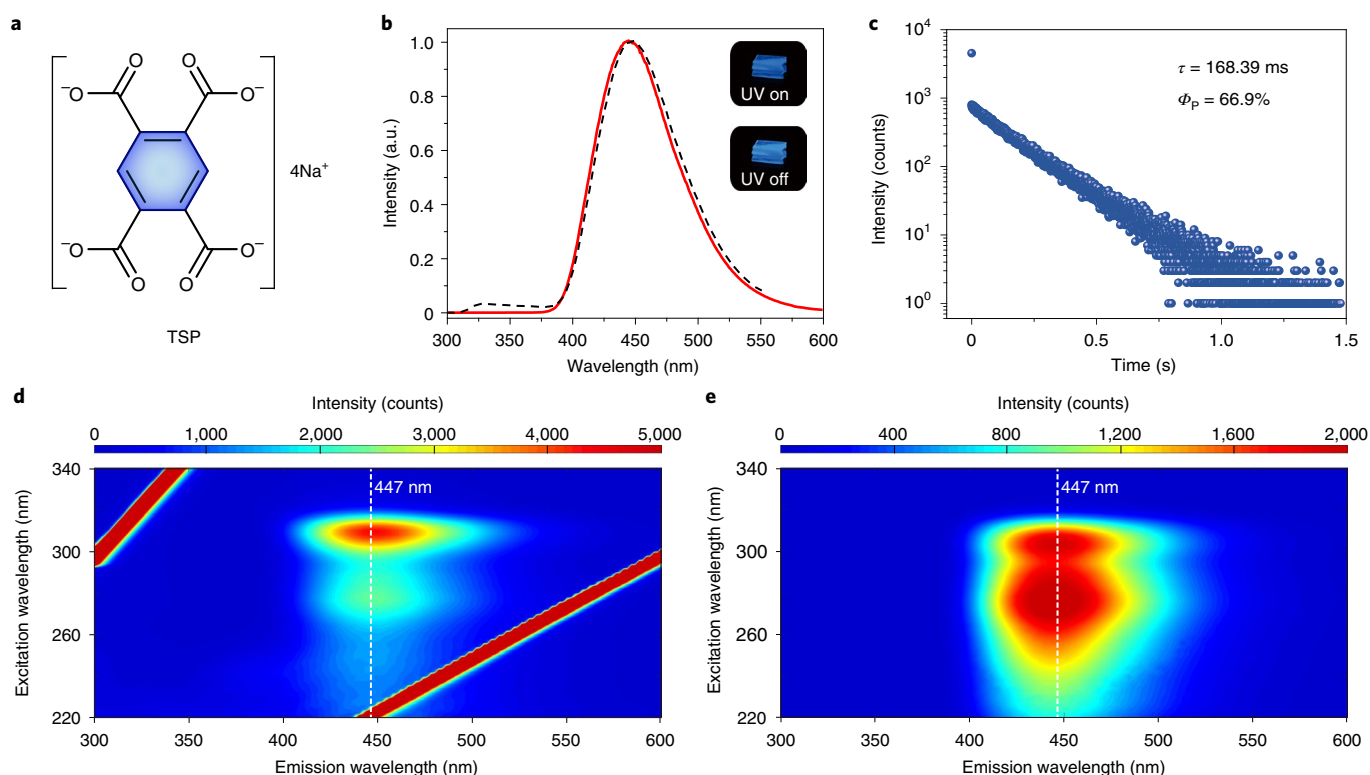 a
⁻O
O
O
O⁻
⁻O
O
O
O⁻
4Na⁺
TSP
b
1.0
0.8
0.6
0.4
0.2
0
Intensity (a.u.)
300
350
400
450
500
550
600
Wavelength (nm)
UV on
UV off
c
10⁴
10³
10²
10¹
10⁰
Intensity (counts)
τ = 168.39 ms
Φ_P = 66.9%
0
0.5
1.0
1.5
Time (s)
d
Intensity (counts)
0
1,000
2,000
3,000
4,000
5,000
340
300
260
220
Excitation wavelength (nm)
447 nm
300
350
400
450
500
550
600
Emission wavelength (nm)
e
Intensity (counts)
0
400
800
1,200
1,600
2,000
340
300
260
220
Excitation wavelength (nm)
447 nm
300
350
400
450
500
550
600
Emission wavelength (nm)